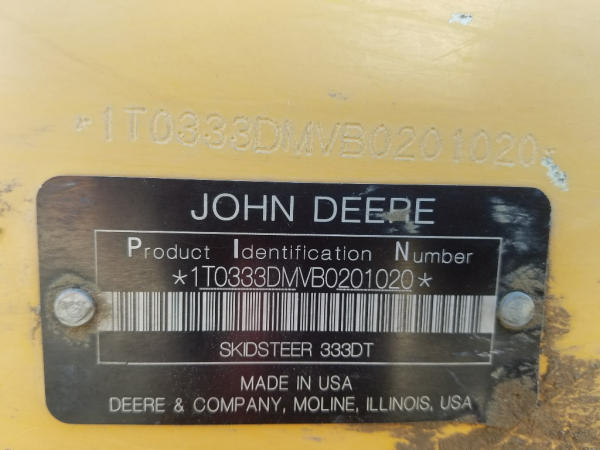 *1T0333DMVB0201020*
JOHN DEERE
Product Identification Number
*1T0333DMVB0201020*
SKIDSTEER 333DT
MADE IN USA
DEERE & COMPANY, MOLINE, ILLINOIS, USA